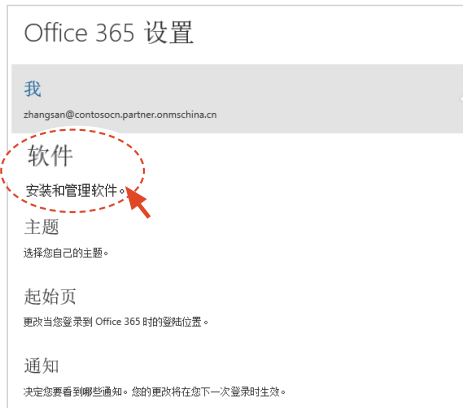 Office 365 设置
我
zhangsan@contosocn.partner.onmschina.cn
软件
安装和管理软件。
主题
选择您自己的主题。
起始页
更改当您登录到 Office 365 时的登陆位置。
通知
决定您要看到哪些通知。您的更改将在您下一次登录时生效。